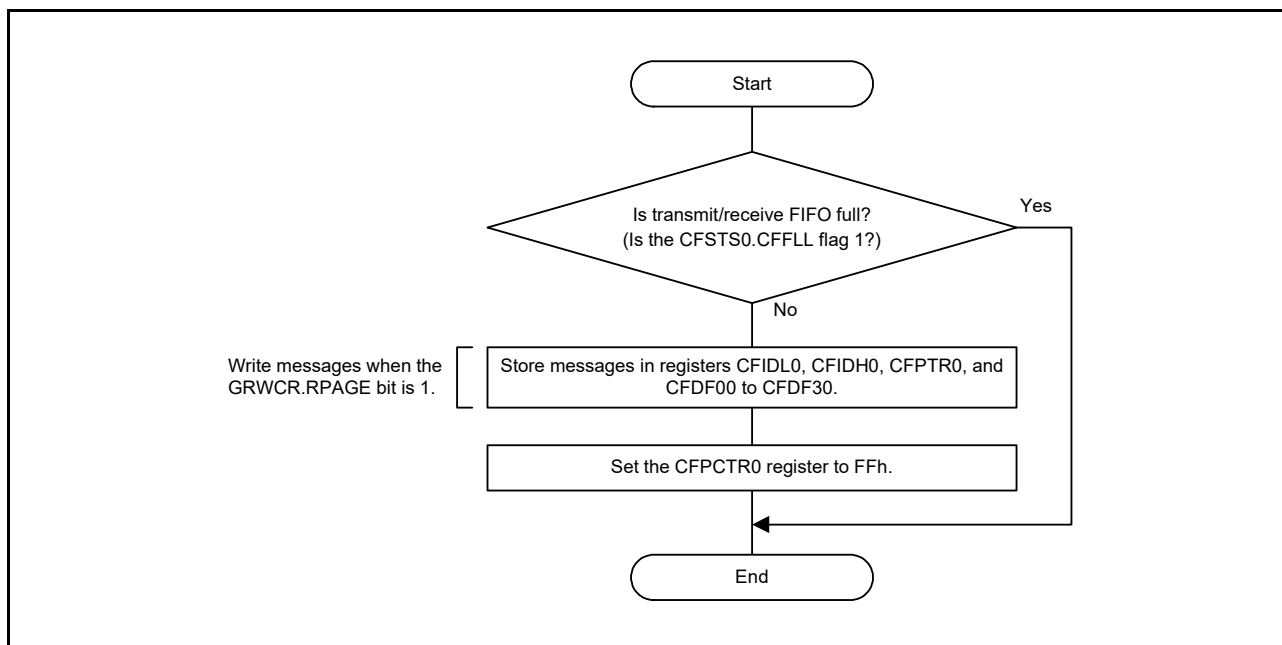 Start
Is transmit/receive FIFO full?
(Is the CFSTS0.CFFLL flag 1?)
Yes
No
Write messages when the
GRWCR.RPAGE bit is 1.
Store messages in registers CFIDL0, CFIDH0, CFPTR0, and
CFDF00 to CFDF30.
Set the CFPCTR0 register to FFh.
End